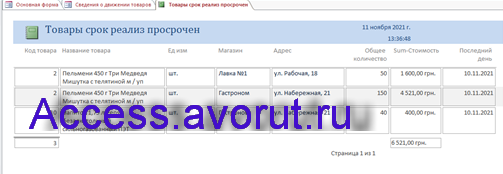 Основная форма Сведения о движении товаров Товары срок реализ просрочен
Товары срок реализ просрочен
11 ноября 2021 г.
13:36:48
Код товара Название товара Ед изм Магазин Адрес Общее количество Sum-Стоимость Последний день
2 Пельмени 450 г Три Медведя Мишутка с телятиной м / уп шт. Лавка №1 ул. Рабочая, 18 50 1 600,00 грн. 10.11.2021
2 Пельмени 450 г Три Медведя Мишутка с телятиной м / уп шт. Гастроном ул. Набережная, 21 150 4 521,00 грн. 10.11.2021
шт. ул. Набережная, 21 40 400,00 грн. 10.11.2021
3 6 521,00 грн.
Access.avorut.ru
Страница 1 из 1